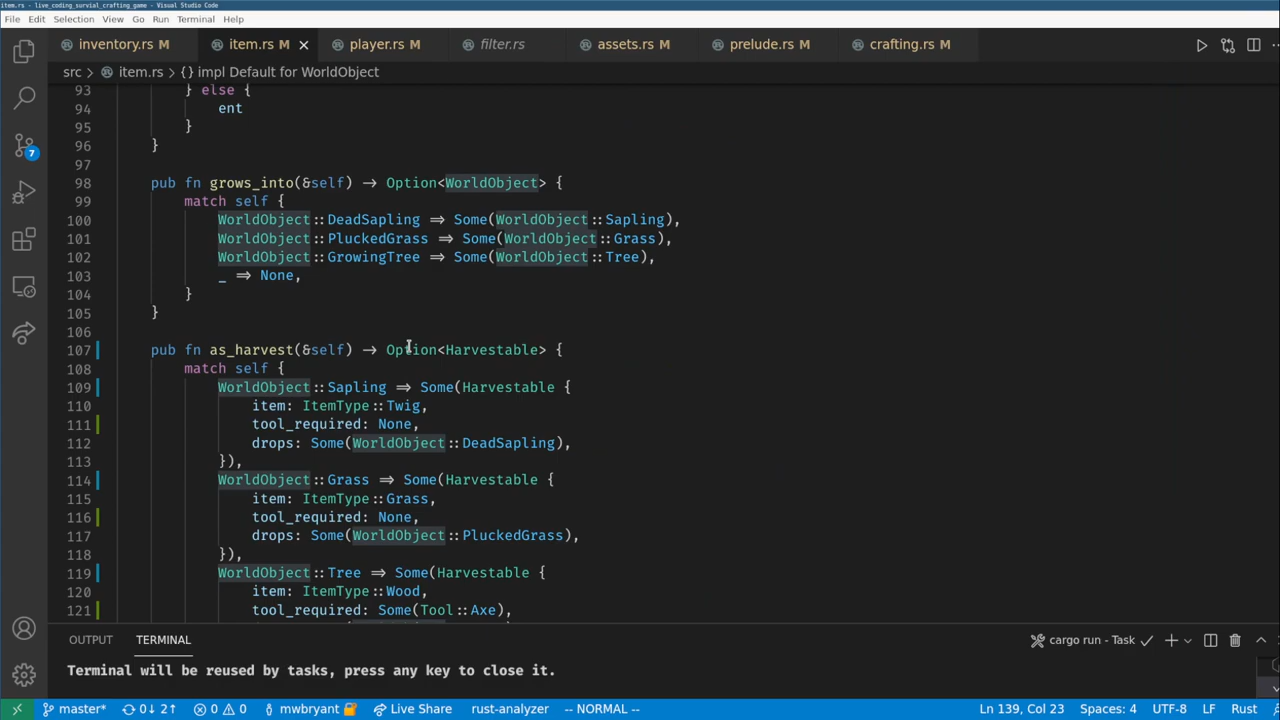 item.rs - live_coding_survial_crafting_game - Visual Studio Code
File Edit Selection View Go Run Terminal Help
inventory.rs M item.rs M player.rs M filter.rs assets.rs M prelude.rs M crafting.rs M
src > item.rs > {} impl Default for WorldObject
93 } else {
94 ent
95 }
96 }
97
98 pub fn grows_into(&self) → Option<WorldObject> {
99 match self {
100 WorldObject::DeadSapling ⇒ Some(WorldObject::Sapling),
101 WorldObject::PluckedGrass ⇒ Some(WorldObject::Grass),
102 WorldObject::GrowingTree ⇒ Some(WorldObject::Tree),
103 _ ⇒ None,
104 }
105 }
106
107 pub fn as_harvest(&self) → Option<Harvestable> {
108 match self {
109 WorldObject::Sapling ⇒ Some(Harvestable {
110 item: ItemType::Twig,
111 tool_required: None,
112 drops: Some(WorldObject::DeadSapling),
113 }),
114 WorldObject::Grass ⇒ Some(Harvestable {
115 item: ItemType::Grass,
116 tool_required: None,
117 drops: Some(WorldObject::PluckedGrass),
118 }),
119 WorldObject::Tree ⇒ Some(Harvestable {
120 item: ItemType::Wood,
121 tool_required: Some(Tool::Axe),
7
OUTPUT TERMINAL cargo run - Task
Terminal will be reused by tasks, press any key to close it.
master* 0↓ 2↑ 0 0 mwbryant Live Share rust-analyzer -- NORMAL -- Ln 139, Col 23 Spaces: 4 UTF-8 LF Rust